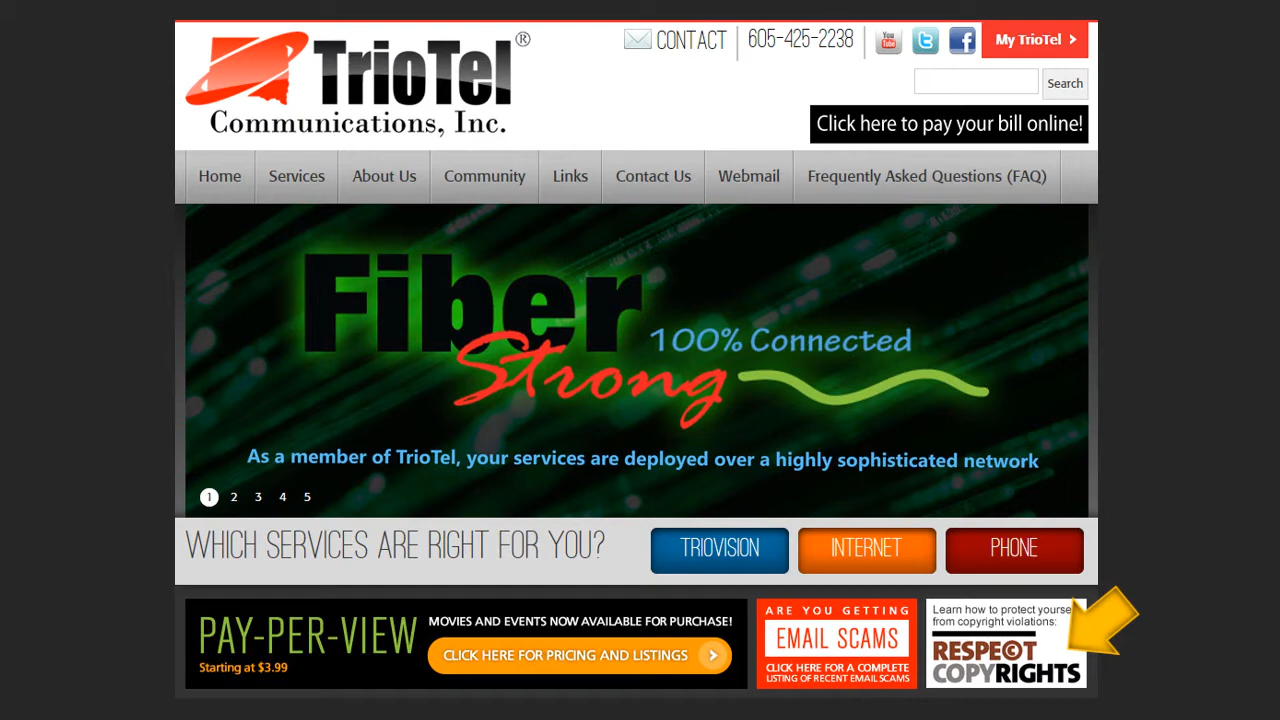 TrioTel®
Communications, Inc.
CONTACT
605-425-2238
You Tube
t
f
My TrioTel
Search
Click here to pay your bill online!
Home
Services
About Us
Community
Links
Contact Us
Webmail
Frequently Asked Questions (FAQ)
Fiber
Strong
100% Connected
As a member of TrioTel, your services are deployed over a highly sophisticated network
1 2 3 4 5
WHICH SERVICES ARE RIGHT FOR YOU?
TRIOVISION
INTERNET
PHONE
PAY-PER-VIEW
Starting at $3.99
MOVIES AND EVENTS NOW AVAILABLE FOR PURCHASE!
CLICK HERE FOR PRICING AND LISTINGS
ARE YOU GETTING
EMAIL SCAMS
CLICK HERE FOR A COMPLETE
LISTING OF RECENT EMAIL SCAMS
Learn how to protect yourse
from copyright violations:
RESPE©T
COPYRIGHTS